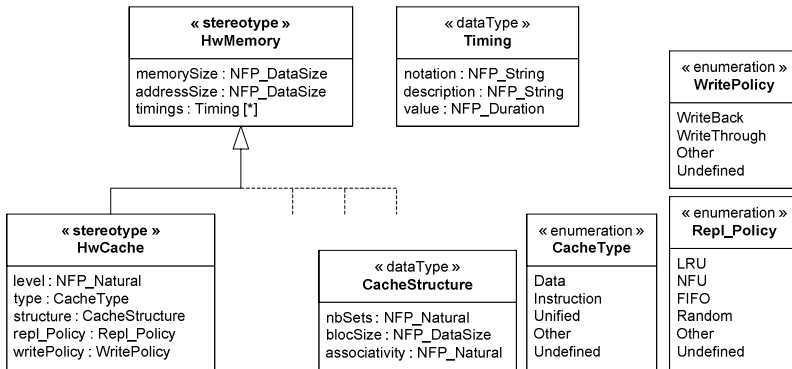 « stereotype »
HwMemory
memorySize : NFP_DataSize
addressSize : NFP_DataSize
timings : Timing [*]
« dataType »
Timing
notation : NFP_String
description : NFP_String
value : NFP_Duration
« enumeration »
WritePolicy
WriteBack
WriteThrough
Other
Undefined
« stereotype »
HwCache
level : NFP_Natural
type : CacheType
structure : CacheStructure
repl_Policy : Repl_Policy
writePolicy : WritePolicy
« dataType »
CacheStructure
nbSets : NFP_Natural
blocSize : NFP_DataSize
associativity : NFP_Natural
« enumeration »
CacheType
Data
Instruction
Unified
Other
Undefined
« enumeration »
Repl_Policy
LRU
NFU
FIFO
Random
Other
Undefined